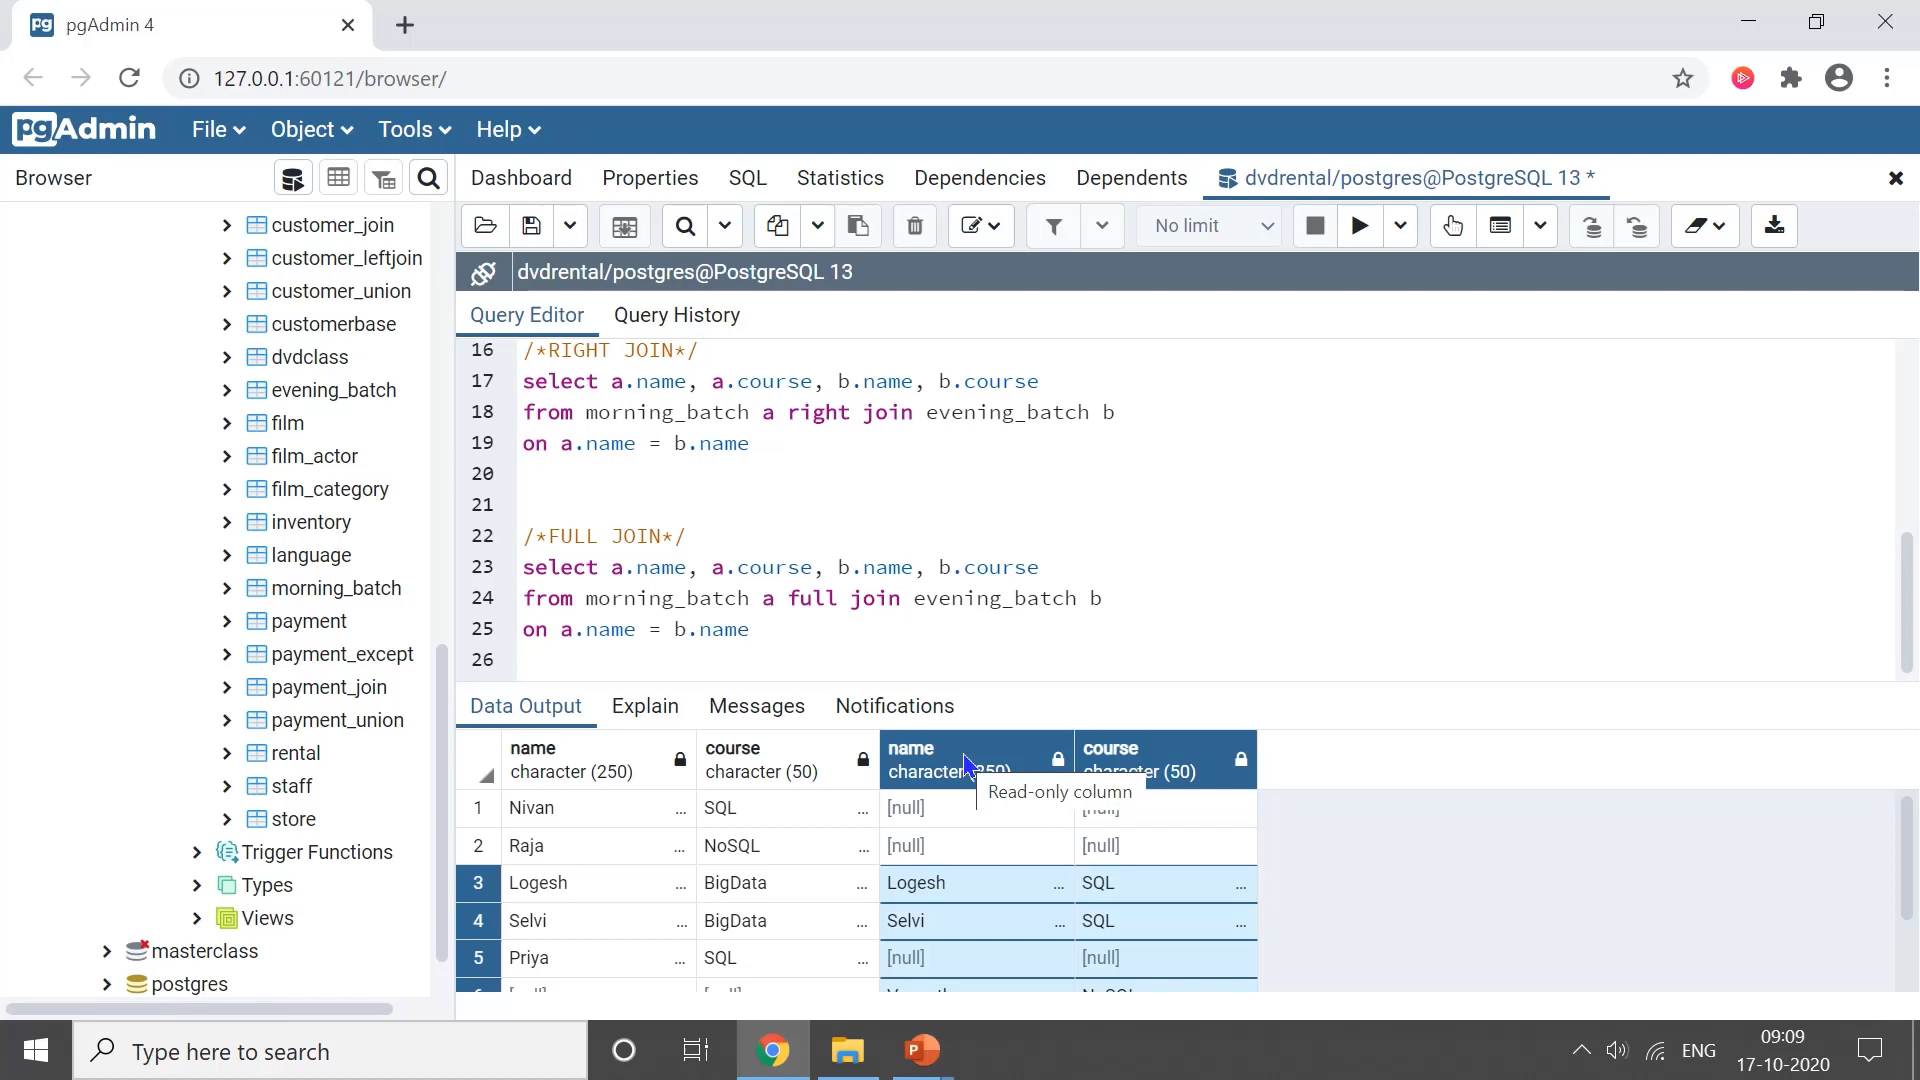 pgAdmin 4
127.0.0.1:60121/browser/
pgAdmin File Object Tools Help
Browser
Dashboard Properties SQL Statistics Dependencies Dependents dvdrental/postgres@PostgreSQL 13 *
No limit
dvdrental/postgres@PostgreSQL 13
Query Editor Query History
customer_join
customer_leftjoin
customer_union
customerbase
dvdclass
evening_batch
film
film_actor
film_category
inventory
language
morning_batch
payment
payment_except
payment_join
payment_union
rental
staff
store
Trigger Functions
Types
Views
masterclass
postgres
16 /*RIGHT JOIN*/
17 select a.name, a.course, b.name, b.course
18 from morning_batch a right join evening_batch b
19 on a.name = b.name
20
21
22 /*FULL JOIN*/
23 select a.name, a.course, b.name, b.course
24 from morning_batch a full join evening_batch b
25 on a.name = b.name
26
Data Output Explain Messages Notifications
name course name course
character (250) character (50) character (50)
Read-only column
1 Nivan ... SQL ... [null]
2 Raja ... NoSQL ... [null] [null]
3 Logesh ... BigData ... Logesh ... SQL ...
4 Selvi ... BigData ... Selvi ... SQL ...
5 Priya ... SQL ... [null] [null]
Type here to search
P
ENG
09:09
17-10-2020